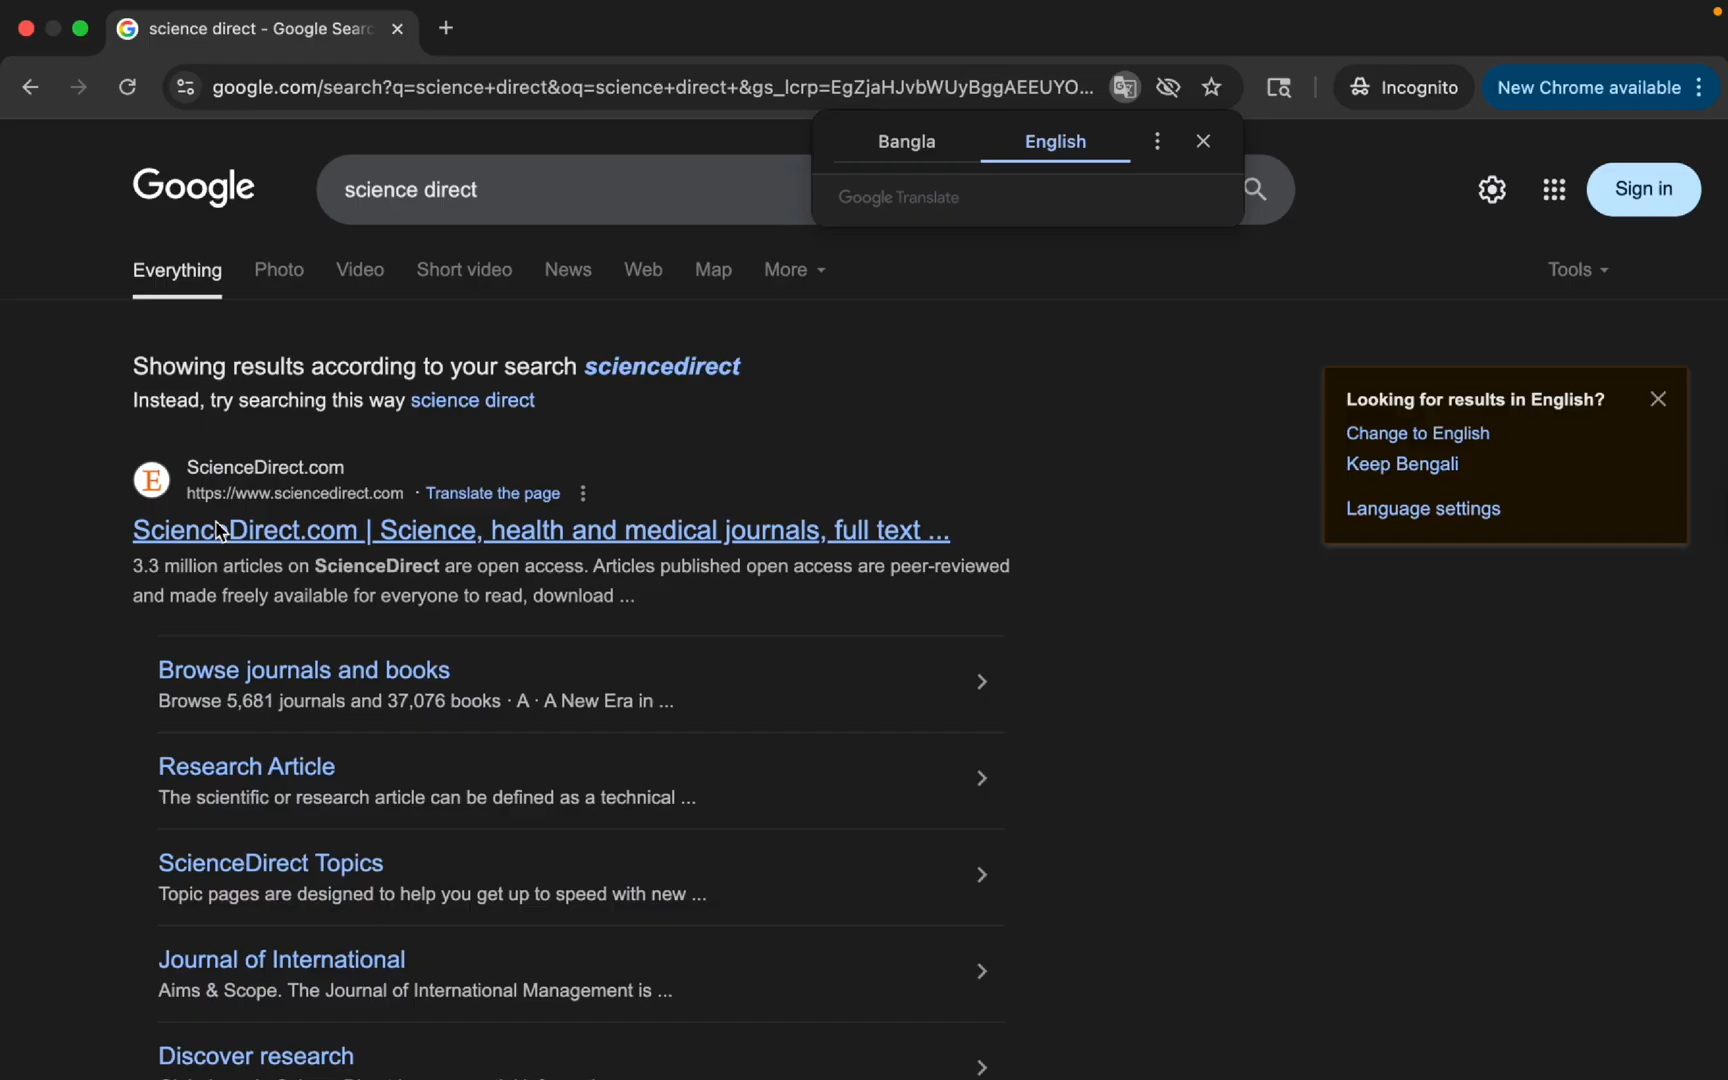 science direct - Google Searc
google.com/search?q=science+direct&oq=science+direct+&gs_lcrp=EgZjaHJvbWUyBggAEEUYO...
Incognito
New Chrome available
Bangla
English
Google Translate
Google
science direct
Sign in
Everything
Photo
Video
Short video
News
Web
Map
More
Tools
Showing results according to your search sciencedirect
Instead, try searching this way science direct
Looking for results in English?
Change to English
Keep Bengali
Language settings
E
ScienceDirect.com
https://www.sciencedirect.com · Translate the page
ScienceDirect.com | Science, health and medical journals, full text ...
3.3 million articles on ScienceDirect are open access. Articles published open access are peer-reviewed
and made freely available for everyone to read, download ...
Browse journals and books
Browse 5,681 journals and 37,076 books · A · A New Era in ...
Research Article
The scientific or research article can be defined as a technical ...
ScienceDirect Topics
Topic pages are designed to help you get up to speed with new ...
Journal of International
Aims & Scope. The Journal of International Management is ...
Discover research